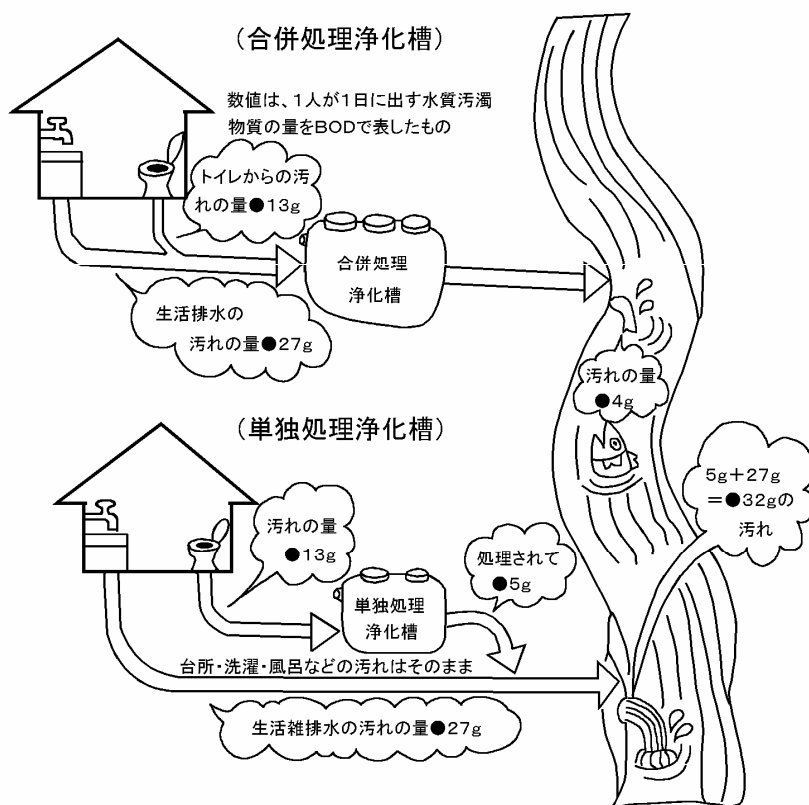 （合併処理浄化槽）
数値は、１人が１日に出す水質汚濁
物質の量をＢＯＤで表したもの
トイレからの汚
れの量●13g
合併処理
浄化槽
生活排水の
汚れの量●27g
汚れの量
●4g
（単独処理浄化槽）
5g＋27g
＝●32gの
汚れ
汚れの量
●13g
処理されて
●5g
単独処理
浄化槽
台所・洗濯・風呂などの汚れはそのまま
生活雑排水の汚れの量●27g